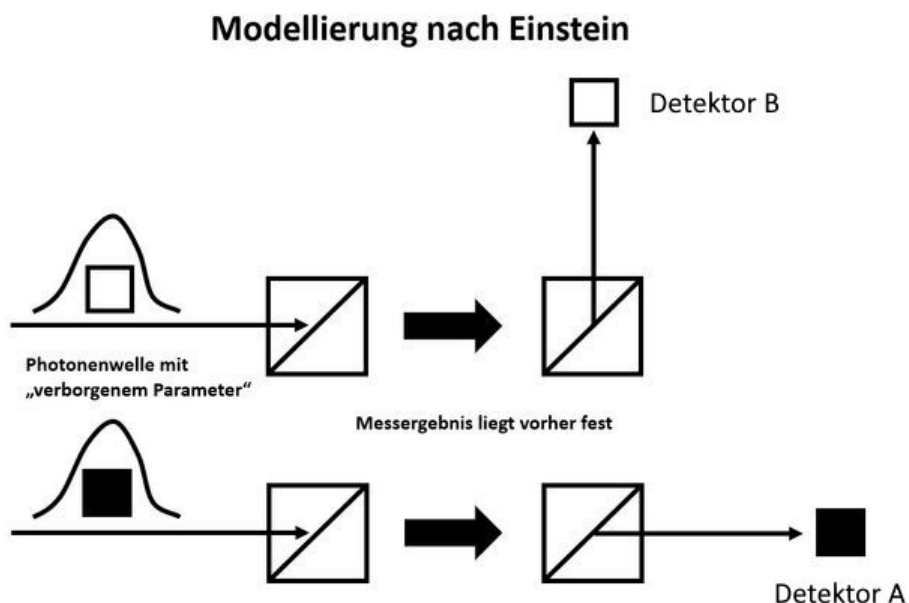 Modellierung nach Einstein
Detektor B
Photonenwelle mit
„verborgenem Parameter“
Messergebnis liegt vorher fest
Detektor A